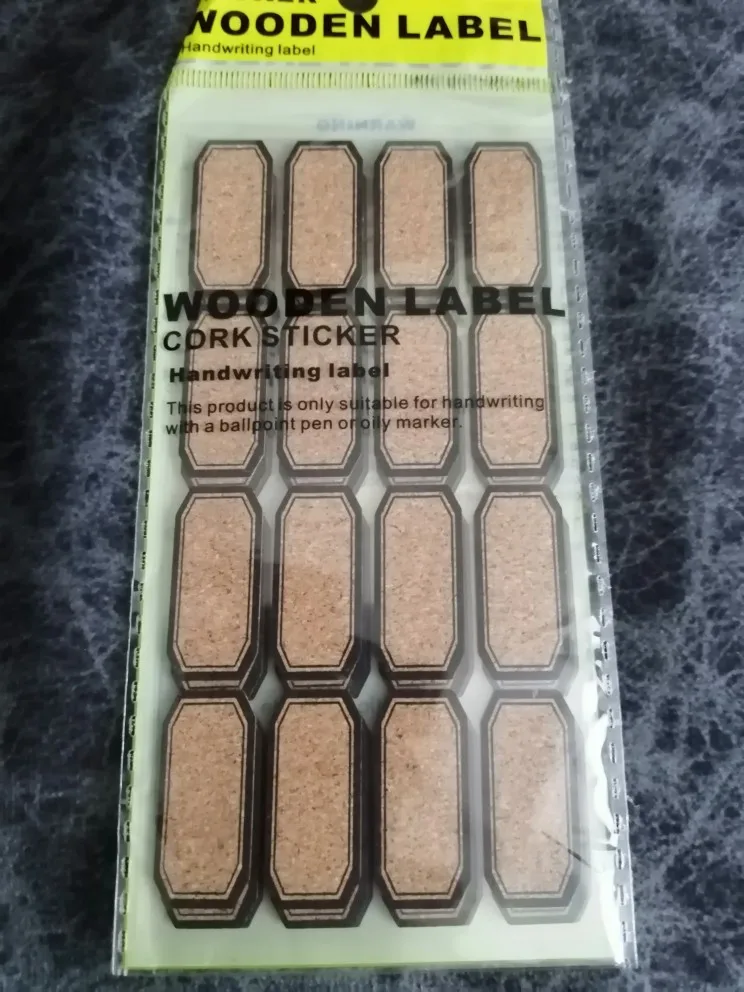 WOODEN LABEL
Handwriting label
WARNING
WOODEN LABEL
CORK STICKER
Handwriting label
This product is only suitable for handwriting
with a ballpoint pen or oily marker.